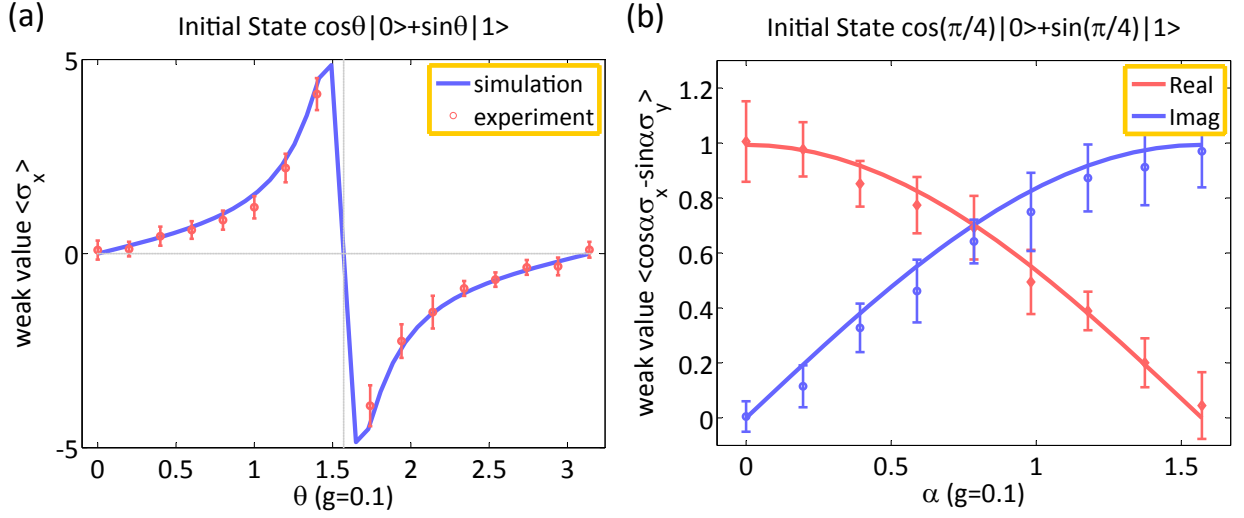 (a)
Initial State cosθ|0>+sinθ|1>
weak value <σx>
5
0
-5
simulation
experiment
0 0.5 1 1.5 2 2.5 3
θ (g=0.1)
(b)
Initial State cos(π/4)|0>+sin(π/4)|1>
weak value <cosασx-sinασy>
1.2
1
0.8
0.6
0.4
0.2
0
Real
Imag
0 0.5 1 1.5
α (g=0.1)